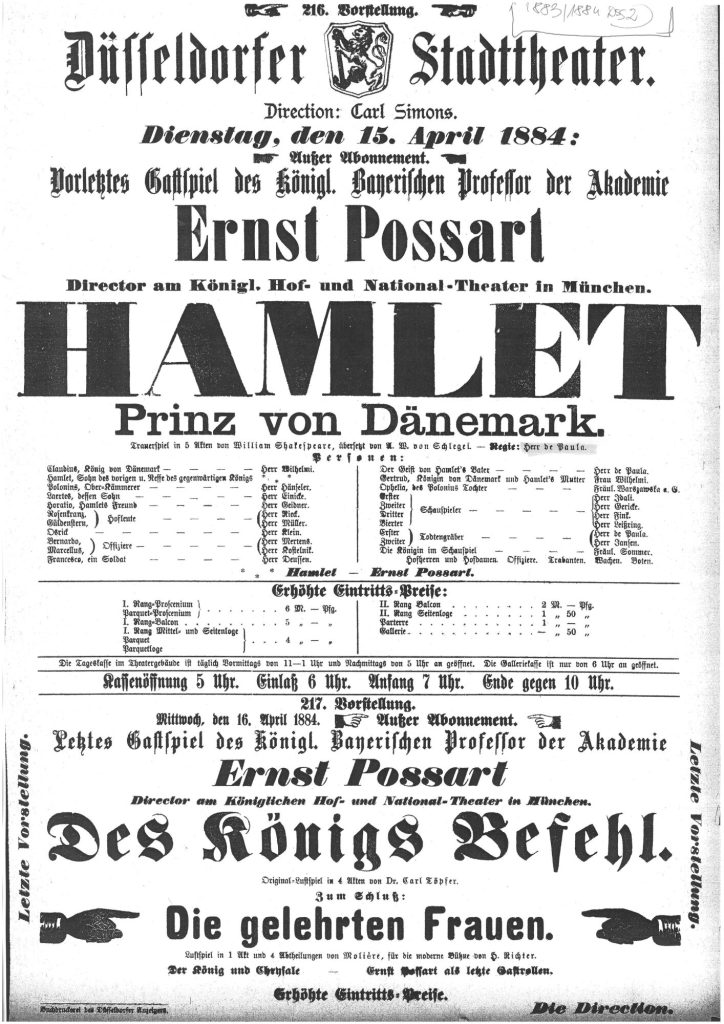 216. Vorstellung.
1883/1884
Düsseldorfer Stadttheater.
Direction: Carl Simons.
Dienstag, den 15. April 1884:
Außer Abonnement.
Vorletztes Gastspiel des Königl. Bayerischen Professor der Akademie
Ernst Possart
Director am Königl. Hof- und National-Theater in München.
HAMLET
Prinz von Dänemark.
Trauerspiel in 5 Akten von William Shakespeare, übersetzt von A. W. von Schlegel. — Regie: Herr de Paula.
Personen:
Claudius, König von Dänemark — Herr Wilhelmi.
Hamlet, Sohn des vorigen u. Neffe des gegenwärtigen Königs * * *
Polonius, Ober-Kämmerer — Herr Hänseler.
Laertes, dessen Sohn — Herr Einicke.
Horatio, Hamlets Freund — Herr Geidner.
Rosenkranz, } Hofleute — Herr Rieck.
Güldenstern, } Herr Müller.
Osrick — Herr Klein.
Bernardo, } Offiziere — Herr Mertens.
Marcellus, } Herr Kostelnik.
Francesco, ein Soldat — Herr Deussen.
Der Geist von Hamlet's Vater — Herr de Paula.
Gertrud, Königin von Dänemark und Hamlet's Mutter Frau Wilhelmi.
Ophelia, des Polonius Tochter — Fräul. Warszawska a. G.
Erster } Schauspieler — Herr Jdali.
Zweiter } Herr Gericke.
Dritter } Herr Fink.
Vierter } Herr Leißring.
Erster } Todtengräber — Herr de Paula.
Zweiter } Herr Jansen.
Die Königin im Schauspiel — Fräul. Sommer.
Hofherren und Hofdamen. Offiziere. Trabanten. Wachen. Boten.
* * * Hamlet — Ernst Possart.
Erhöhte Eintritts-Preise:
I. Rang-Proscenium }
Parquet-Proscenium } 6 M. — Pfg.
I. Rang-Balcon 5 „ — „
I. Rang Mittel- und Seitenloge }
Parquet } 4 „ — „
Parquetloge }
II. Rang Balcon 2 M. — Pfg.
II. Rang Seitenloge 1 „ 50 „
Parterre 1 „ — „
Gallerie — „ 50 „
Die Tageskasse im Theatergebäude ist täglich Vormittags von 11—1 Uhr und Nachmittags von 5 Uhr an geöffnet. Die Galleriekasse ist nur von 6 Uhr an geöffnet.
Kassenöffnung 5 Uhr. Einlaß 6 Uhr. Anfang 7 Uhr. Ende gegen 10 Uhr.
217. Vorstellung.
Mittwoch, den 16. April 1884. Außer Abonnement.
Letztes Gastspiel des Königl. Bayerischen Professor der Akademie
Ernst Possart
Director am Königlichen Hof- und National-Theater in München.
Des Königs Befehl.
Original-Lustspiel in 4 Akten von Dr. Carl Töpfer.
Zum Schluß:
Die gelehrten Frauen.
Lustspiel in 1 Akt und 4 Abtheilungen von Molière, für die moderne Bühne von H. Richter.
Der König und Chrysale — Ernst Possart als letzte Gastrollen.
Erhöhte Eintritts-Preise.
Letzte Vorstellung.
Letzte Vorstellung.
Buchdruckerei des Düsseldorfer Anzeigers.
Die Direction.